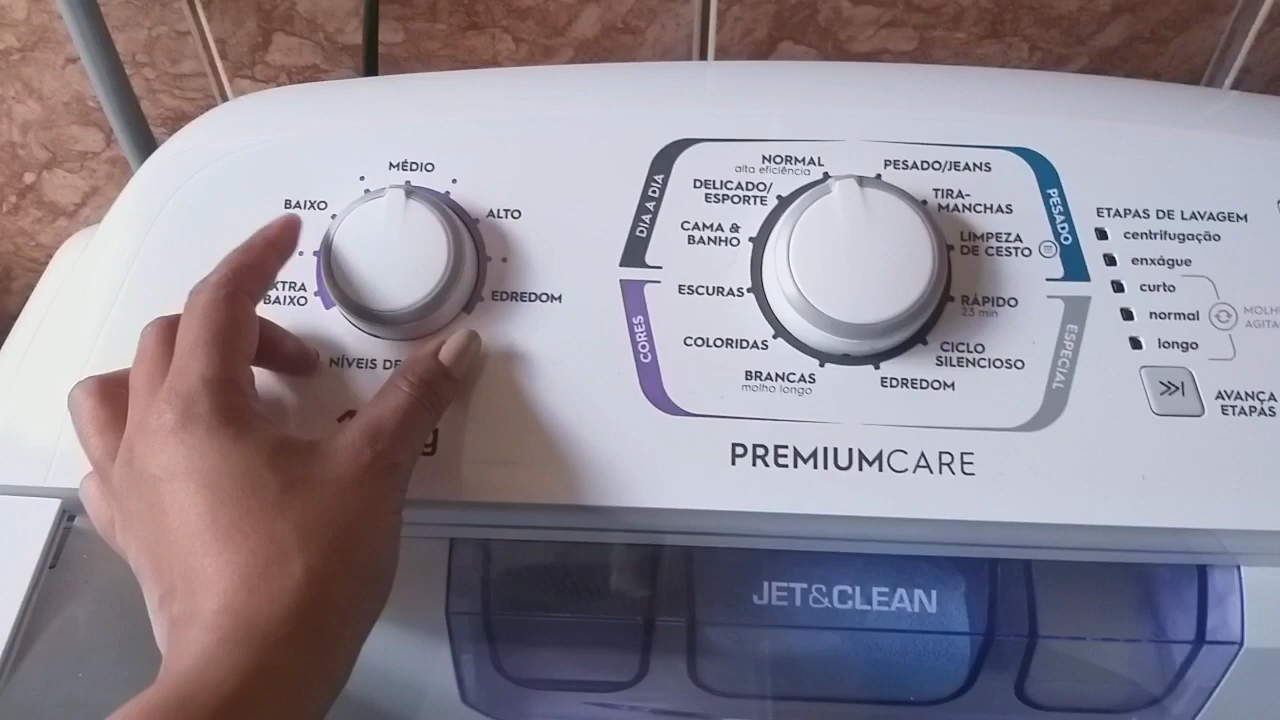 MÉDIO
BAIXO
ALTO
EXTRA
BAIXO
EDREDOM
NÍVEIS DE
DIA A DIA
NORMAL
alta eficiência
DELICADO/
ESPORTE
CAMA &
BANHO
CORES
ESCURAS
COLORIDAS
BRANCAS
molho longo
PESADO/JEANS
TIRA-
MANCHAS
LIMPEZA
DE CESTO
PESADO
RÁPIDO
23 min
CICLO
SILENCIOSO
EDREDOM
ESPECIAL
PREMIUMCARE
ETAPAS DE LAVAGEM
centrifugação
enxágue
curto
normal
longo
AVANÇA
ETAPAS
JET&CLEAN